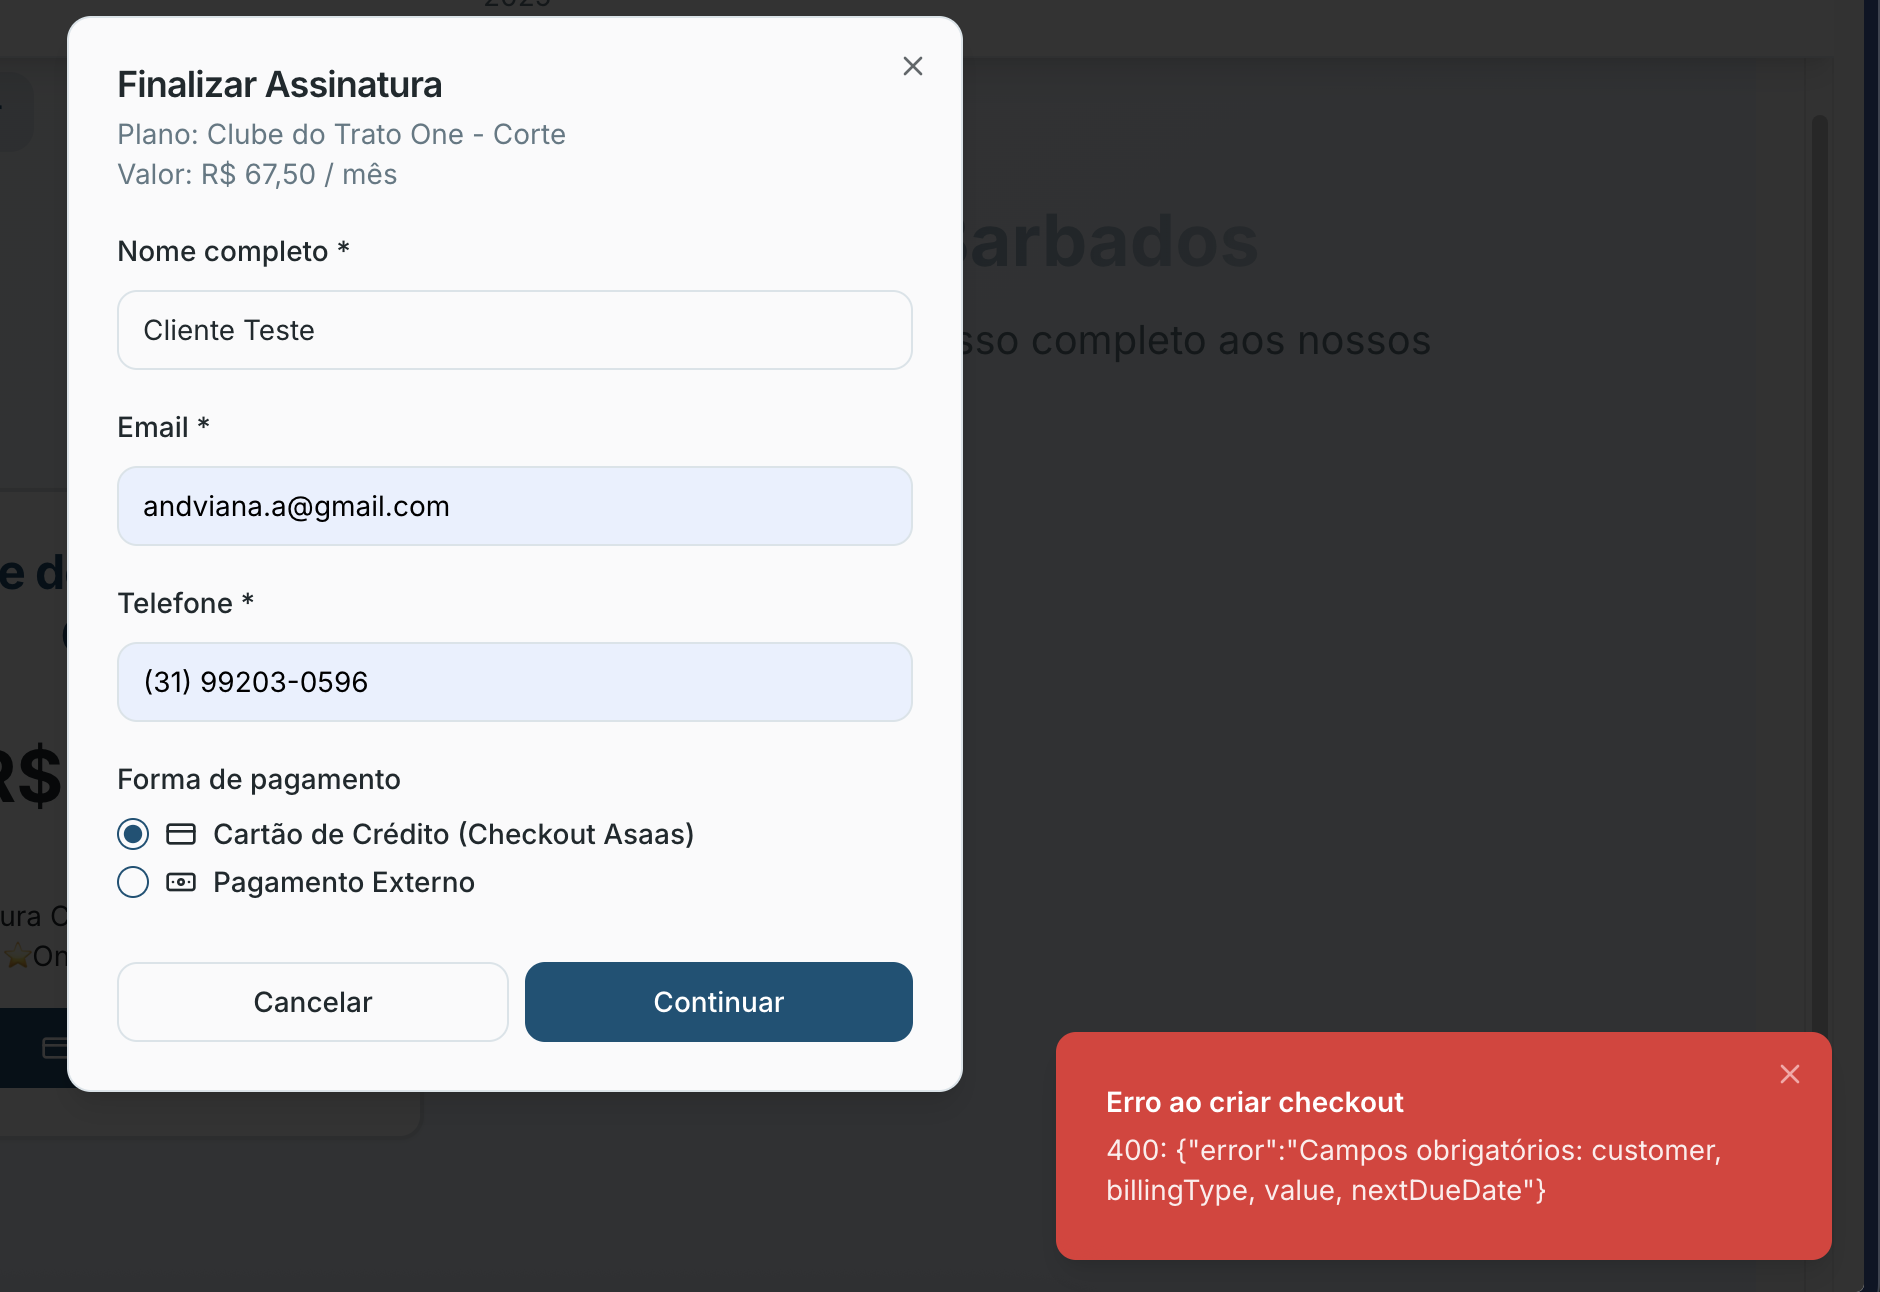 2025
Finalizar Assinatura
Plano: Clube do Trato One - Corte
Valor: R$ 67,50 / mês
Nome completo *
Cliente Teste
Email *
andviana.a@gmail.com
Telefone *
(31) 99203-0596
Forma de pagamento
Cartão de Crédito (Checkout Asaas)
Pagamento Externo
Cancelar
Continuar
arbados
sso completo aos nossos
e d
R$
ura C
⭐On
Erro ao criar checkout
400: {"error":"Campos obrigatórios: customer,
billingType, value, nextDueDate"}